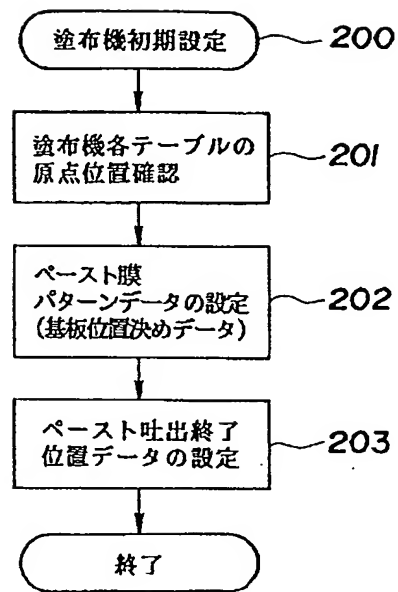 塗布機初期設定
200
塗布機各テーブルの
原点位置確認
201
ペースト膜
パターンデータの設定
(基板位置決めデータ)
202
ペースト吐出終了
位置データの設定
203
終了